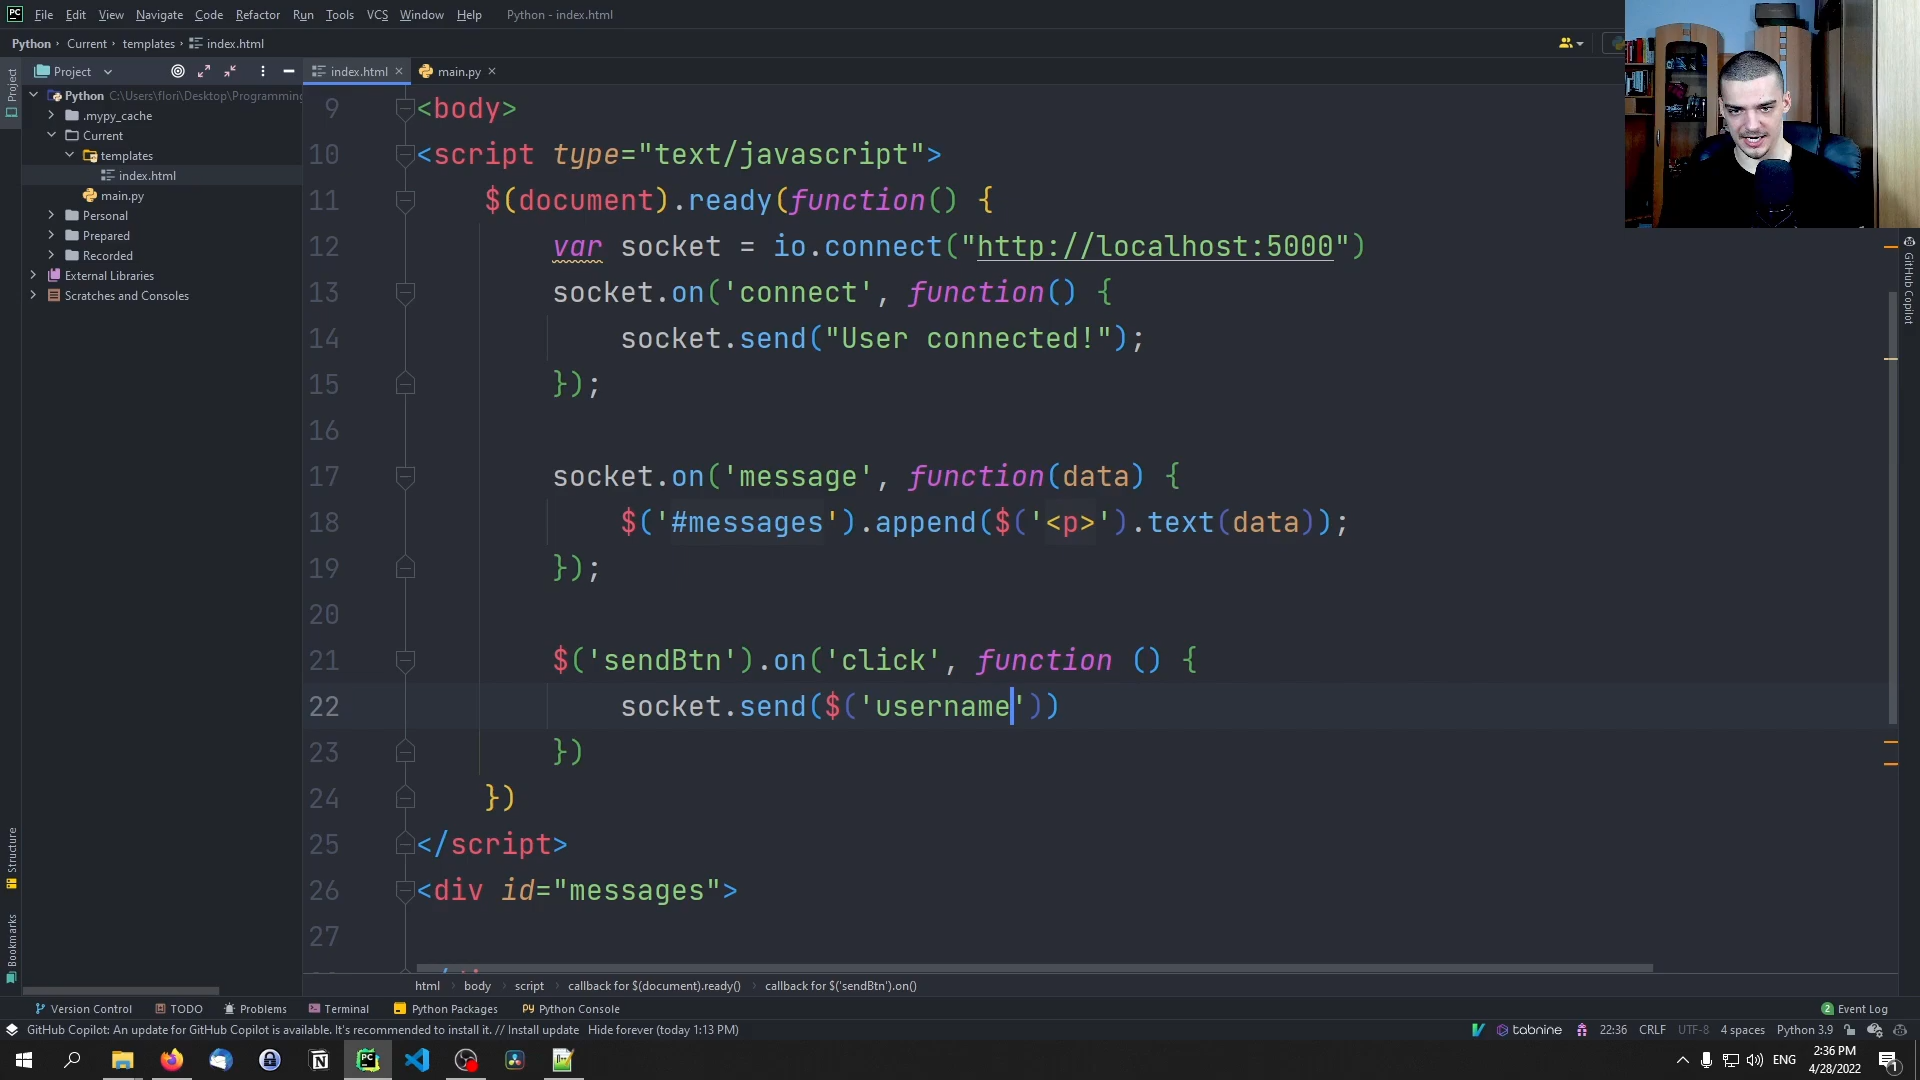 PC File Edit View Navigate Code Refactor Run Tools VCS Window Help Python - index.html
Python › Current › templates › index.html
Project
index.html × main.py ×
Python C:\Users\flori\Desktop\Programming
.mypy_cache
Current
templates
index.html
main.py
Personal
Prepared
Recorded
External Libraries
Scratches and Consoles
Project
Structure
Bookmarks
9 <body>
10 <script type="text/javascript">
11 $(document).ready(function() {
12 var socket = io.connect("http://localhost:5000")
13 socket.on('connect', function() {
14 socket.send("User connected!");
15 });
16
17 socket.on('message', function(data) {
18 $('#messages').append($('<p>').text(data));
19 });
20
21 $('sendBtn').on('click', function () {
22 socket.send($('username'))
23 })
24 })
25 </script>
26 <div id="messages">
27
GitHub Copilot
html › body › script › callback for $(document).ready() › callback for $('sendBtn').on()
Version Control TODO Problems Terminal Python Packages Python Console 2 Event Log
GitHub Copilot: An update for GitHub Copilot is available. It's recommended to install it. // Install update Hide forever (today 1:13 PM) tabnine 22:36 CRLF UTF-8 4 spaces Python 3.9
PC N ENG 2:36 PM
4/28/2022 1